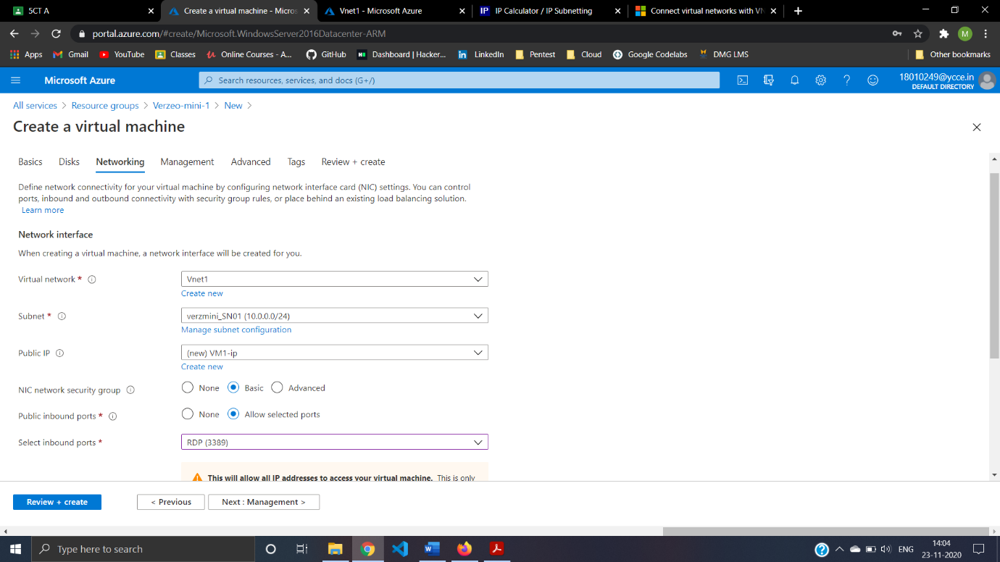 5CT A
Create a virtual machine - Micros
Vnet1 - Microsoft Azure
IP
IP Calculator / IP Subnetting
Connect virtual networks with VN
portal.azure.com/#create/Microsoft.WindowsServer2016Datacenter-ARM
M
Apps
Gmail
YouTube
Classes
Online Courses - A...
GitHub
Dashboard | Hacker...
LinkedIn
Pentest
Cloud
Google Codelabs
DMG LMS
Other bookmarks
Microsoft Azure
Search resources, services, and docs (G+/)
18010249@ycce.in
DEFAULT DIRECTORY
All services > Resource groups > Verzeo-mini-1 > New >
Create a virtual machine
Basics Disks Networking Management Advanced Tags Review + create
Define network connectivity for your virtual machine by configuring network interface card (NIC) settings. You can control
ports, inbound and outbound connectivity with security group rules, or place behind an existing load balancing solution.
Learn more
Network interface
When creating a virtual machine, a network interface will be created for you.
Virtual network *
Vnet1
Create new
Subnet *
verzmini_SN01 (10.0.0.0/24)
Manage subnet configuration
Public IP
(new) VM1-ip
Create new
NIC network security group
None Basic Advanced
Public inbound ports *
None Allow selected ports
Select inbound ports *
RDP (3389)
This will allow all IP addresses to access your virtual machine. This is only
Review + create
< Previous
Next : Management >
Type here to search
ENG
14:04
23-11-2020